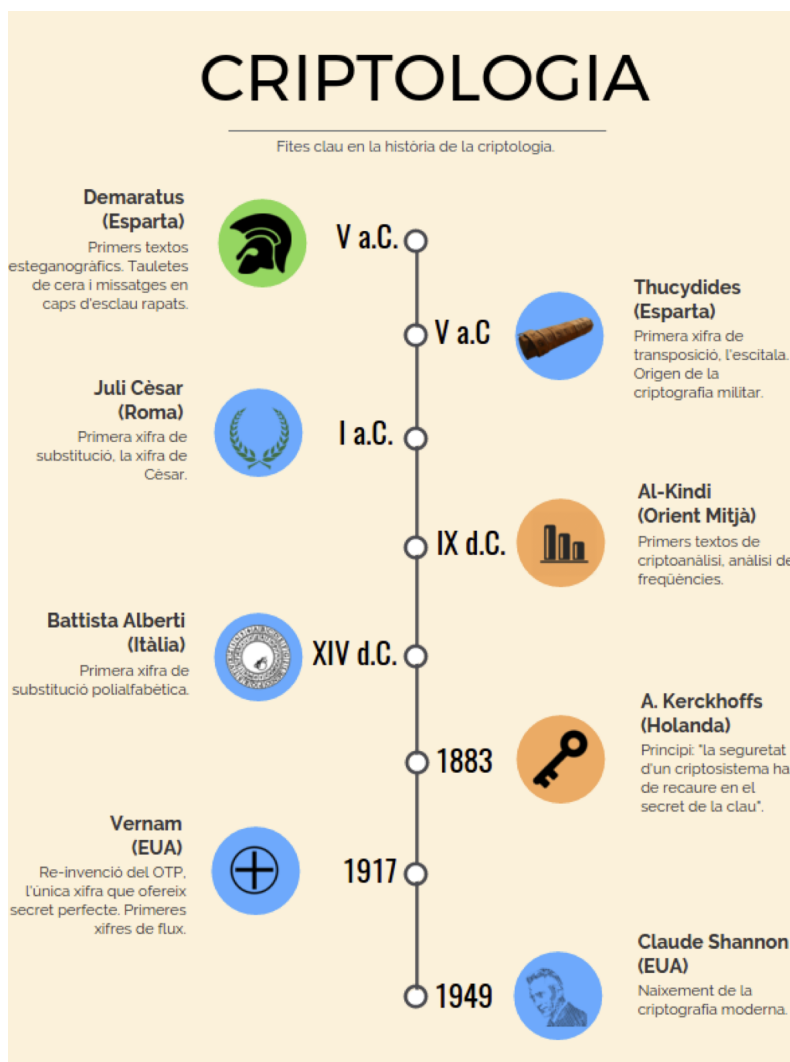 CRIPTOLOGIA
Fites clau en la història de la criptologia.
Demaratus
(Esparta)
Primers textos
esteganogràfics. Tauletes
de cera i missatges en
caps d'esclau rapats.
V a.C.
V a.C
Thucydides
(Esparta)
Primera xifra de
transposició, l'escítala.
Origen de la
criptografia militar.
Juli Cèsar
(Roma)
Primera xifra de
substitució, la xifra de
Cèsar.
I a.C.
IX d.C.
Al-Kindi
(Orient Mitjà)
Primers textos de
criptoanàlisi, anàlisi de
freqüències.
Battista Alberti
(Itàlia)
Primera xifra de
substitució polialfabètica.
XIV d.C.
1883
A. Kerckhoffs
(Holanda)
Principi: "la seguretat
d'un criptosistema ha
de recaure en el
secret de la clau".
Vernam
(EUA)
Re-invenció del OTP,
l'única xifra que ofereix
secret perfecte. Primeres
xifres de flux.
1917
1949
Claude Shannon
(EUA)
Naixement de la
criptografia moderna.